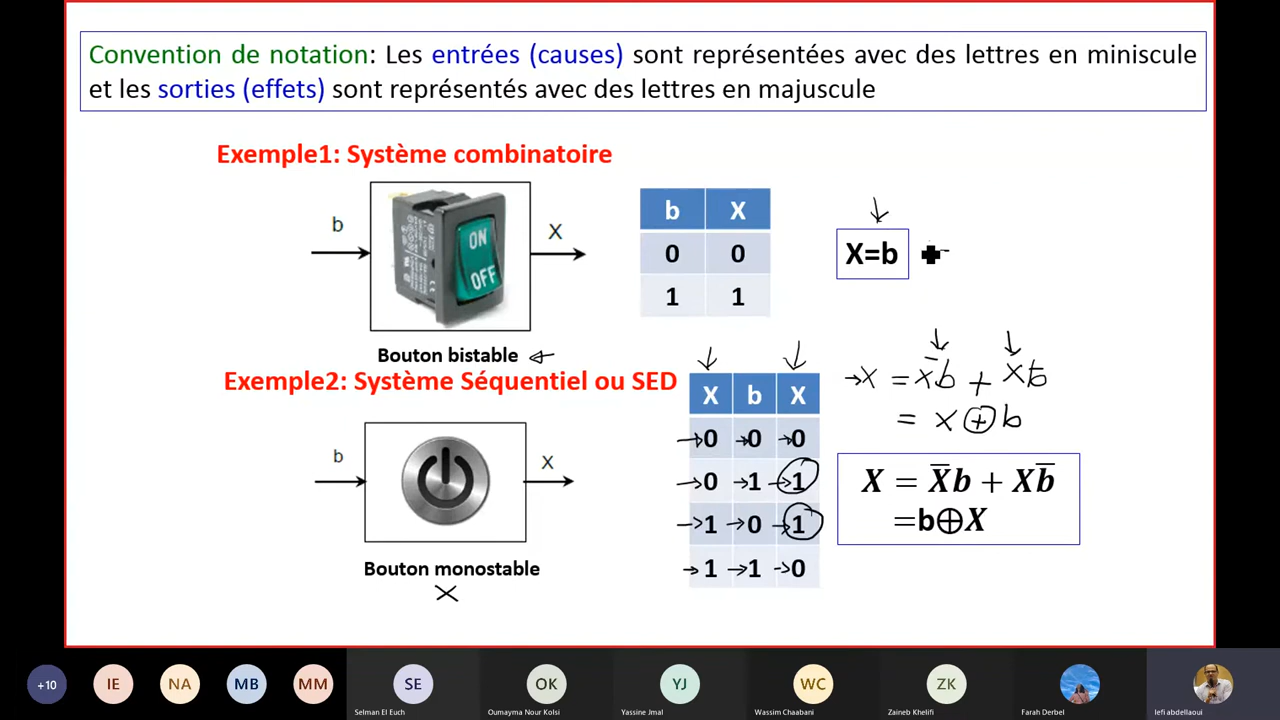 Convention de notation: Les entrées (causes) sont représentées avec des lettres en miniscule
et les sorties (effets) sont représentés avec des lettres en majuscule
Exemple1: Système combinatoire
b
ON
OFF
X
b X
0 0
1 1
X=b
Bouton bistable
Exemple2: Système Séquentiel ou SED
b
X
X b X
0 0 0
0 1 1
1 0 1
1 1 0
X = X̅b + Xb̅
= X ⊕ b
X = X̅b + Xb̅
=b⊕X
Bouton monostable
X
+10 IE NA MB MM SE OK YJ WC ZK
Selman El Euch Oumayma Nour Kolsi Yassine Jmal Wassim Chaabani Zaineb Khelifi Farah Derbel lefi abdellaoui